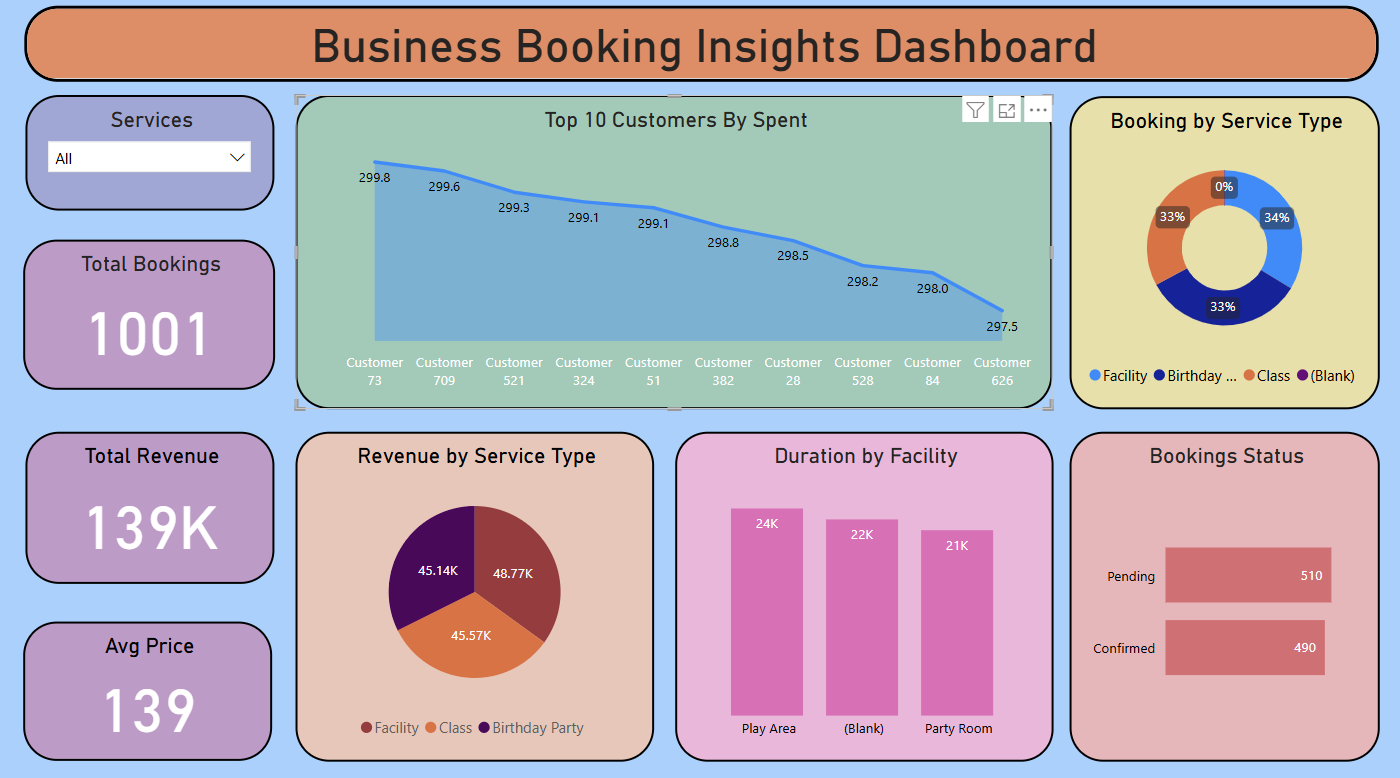 Business Booking Insights Dashboard
Services
All
Top 10 Customers By Spent
299.8
299.6
299.3
299.1
299.1
298.8
298.5
298.2
298.0
297.5
Customer 73
Customer 709
Customer 521
Customer 324
Customer 51
Customer 382
Customer 28
Customer 528
Customer 84
Customer 626
Booking by Service Type
0%
33%
34%
33%
Facility
Birthday ...
Class
(Blank)
Total Bookings
1001
Total Revenue
139K
Avg Price
139
Revenue by Service Type
45.14K
48.77K
45.57K
Facility
Class
Birthday Party
Duration by Facility
24K
22K
21K
Play Area
(Blank)
Party Room
Bookings Status
Pending
510
Confirmed
490